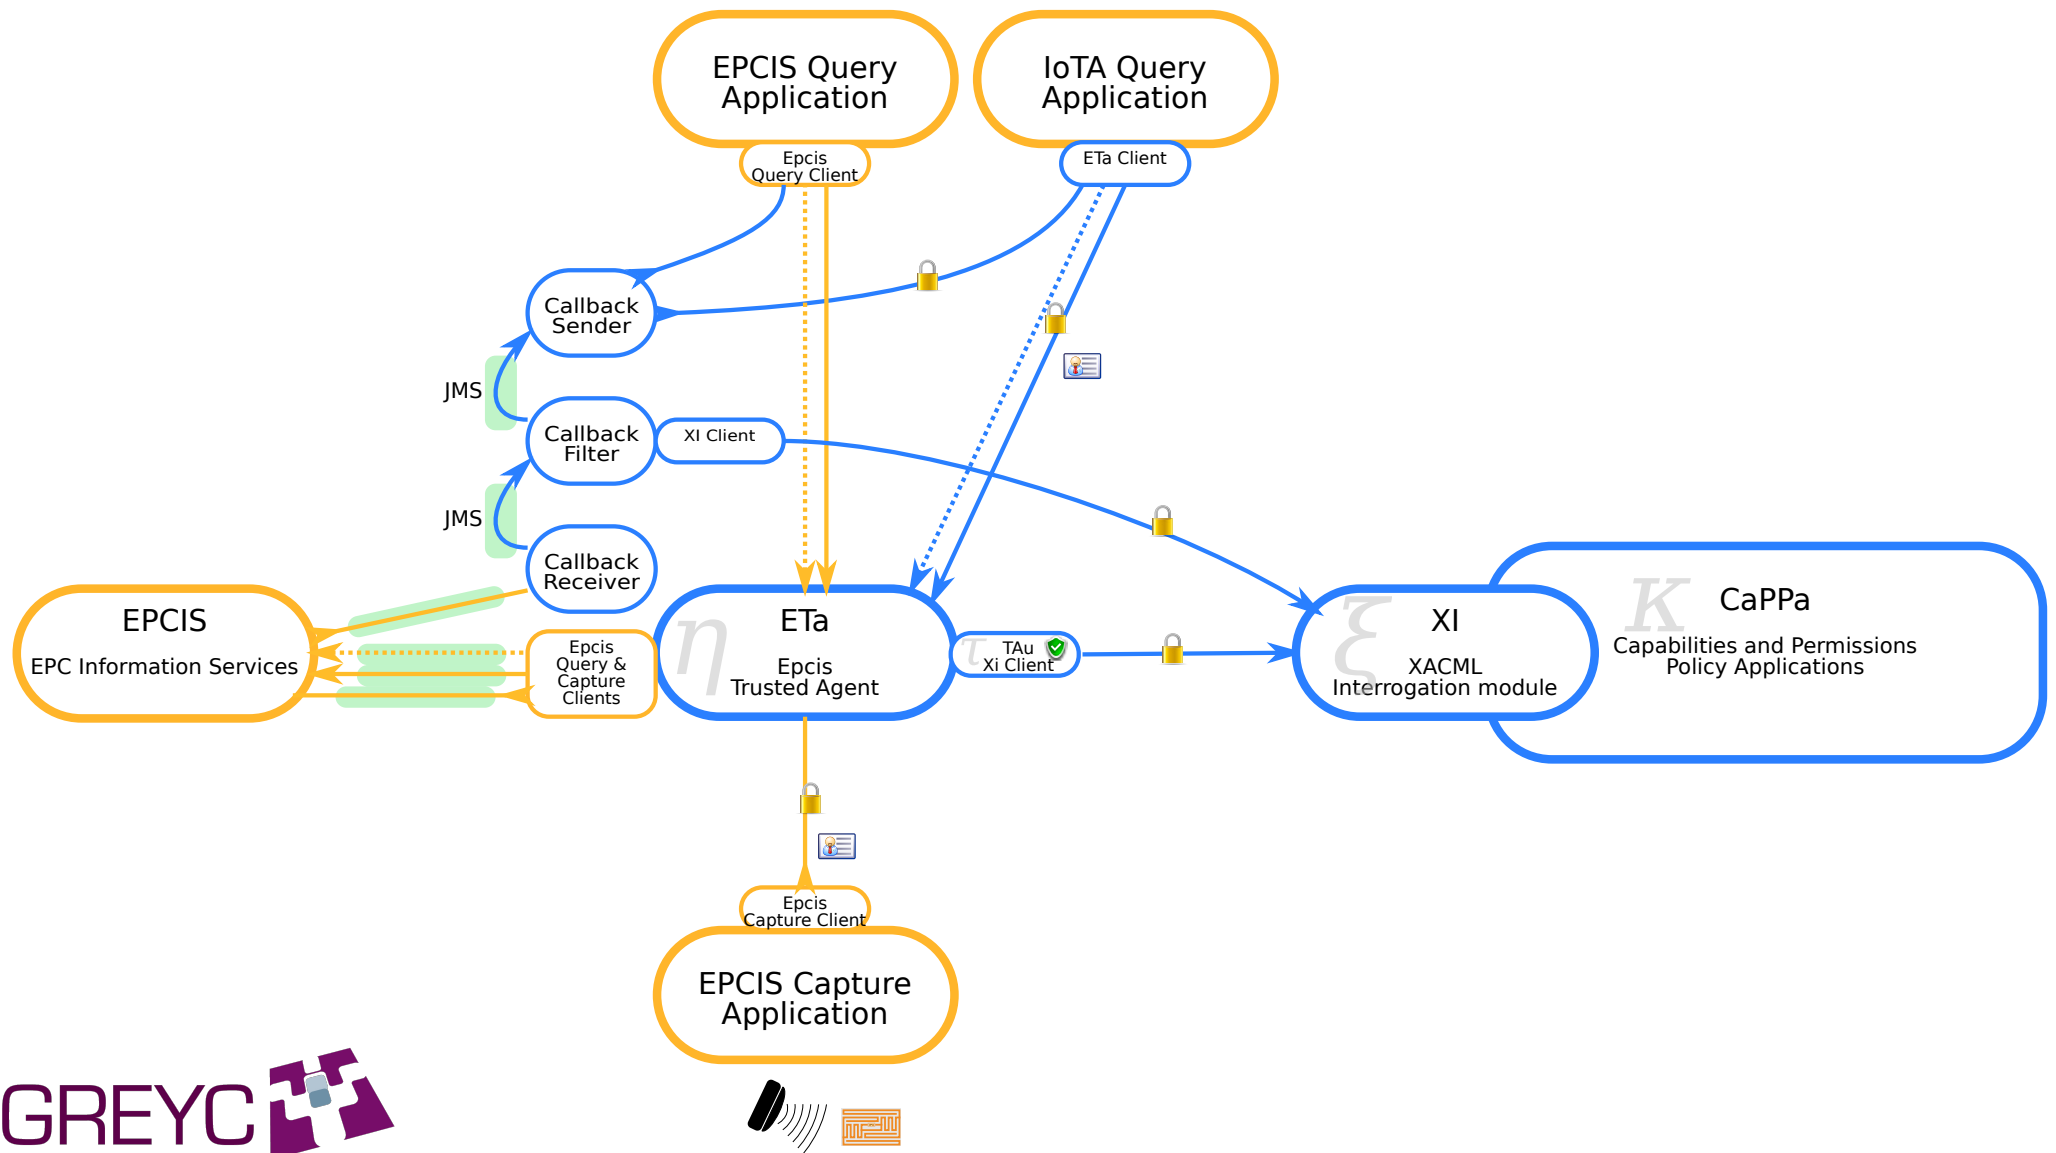 EPCIS Query
Application
IoTA Query
Application
Epcis
Query Client
ETa Client
Callback
Sender
JMS
Callback
Filter
XI Client
JMS
Callback
Receiver
EPCIS
EPC Information Services
Epcis
Query &
Capture
Clients
η
ETa
Epcis
Trusted Agent
τ
TAu
Xi Client
ξ
XI
XACML
Interrogation module
κ
CaPPa
Capabilities and Permissions
Policy Applications
Epcis
Capture Client
EPCIS Capture
Application
GREYC